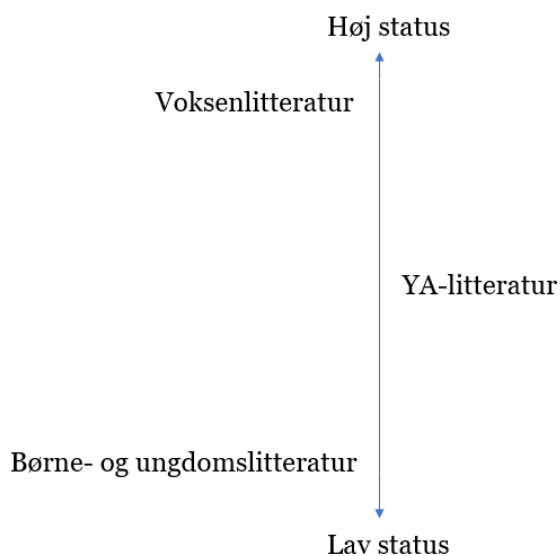 Høj status
Voksenlitteratur
YA-litteratur
Børne- og ungdomslitteratur
Lav status